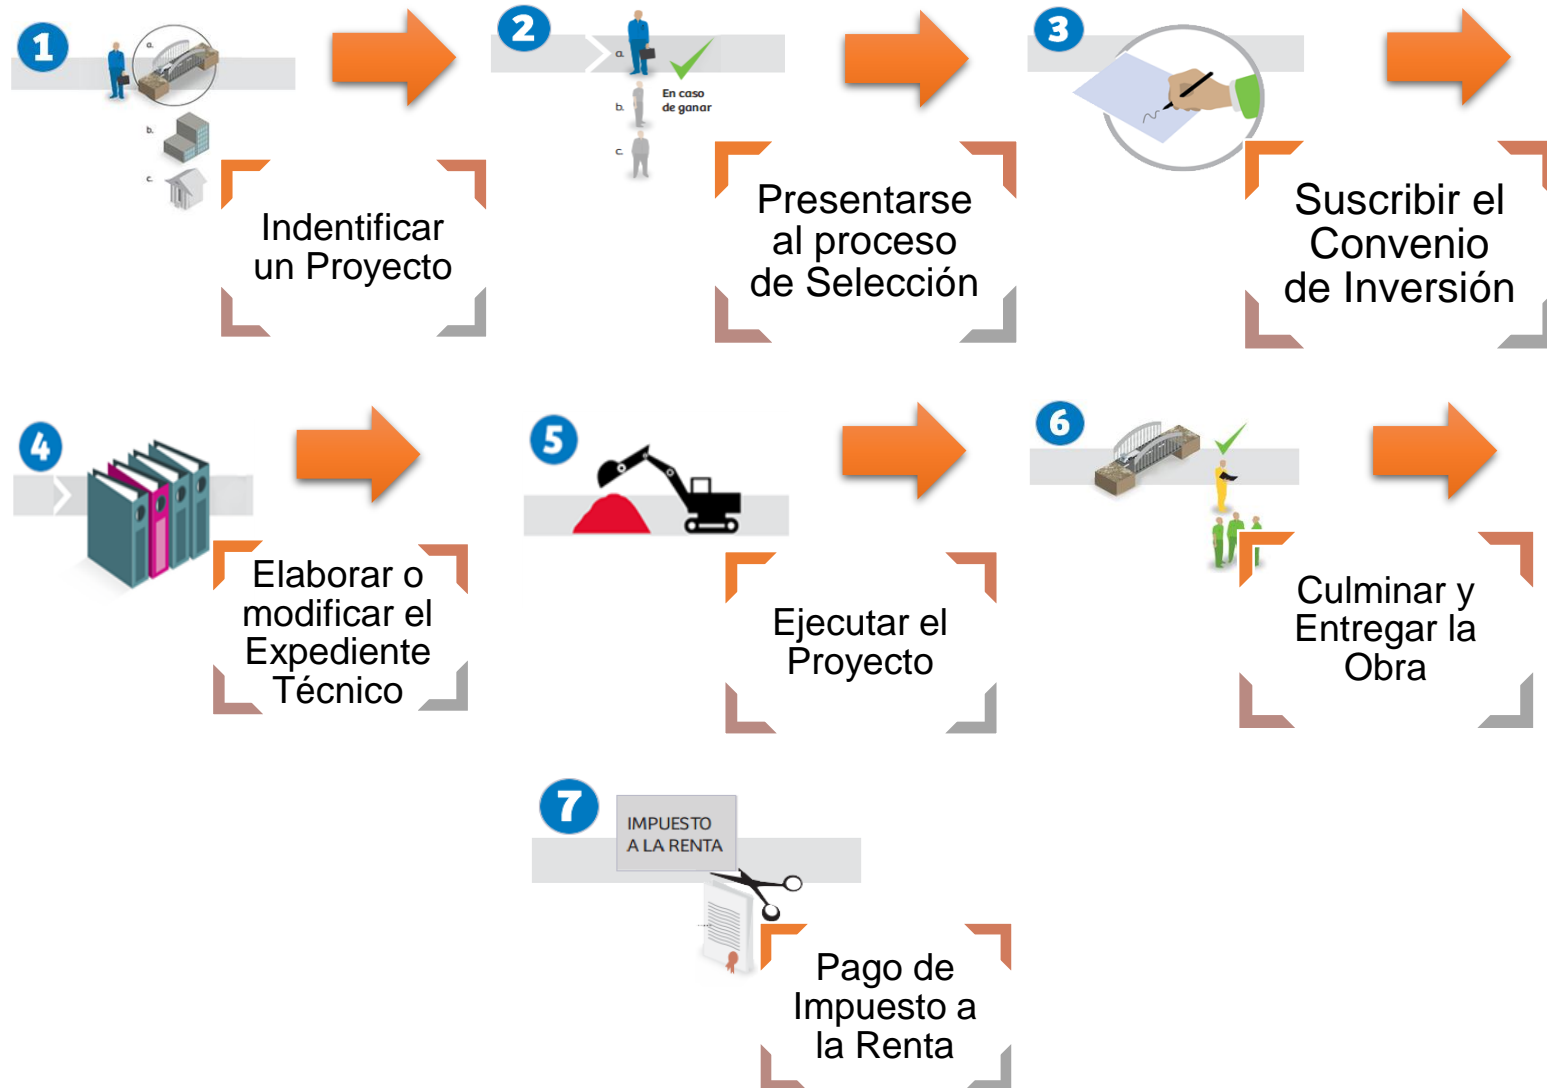 1
a.
b.
c.
Indentificar
un Proyecto
2
a.
b.
c.
En caso
de ganar
Presentarse
al proceso
de Selección
3
Suscribir el
Convenio
de Inversión
4
Elaborar o
modificar el
Expediente
Técnico
5
Ejecutar el
Proyecto
6
Culminar y
Entregar la
Obra
7
IMPUESTO
A LA RENTA
Pago de
Impuesto a
la Renta